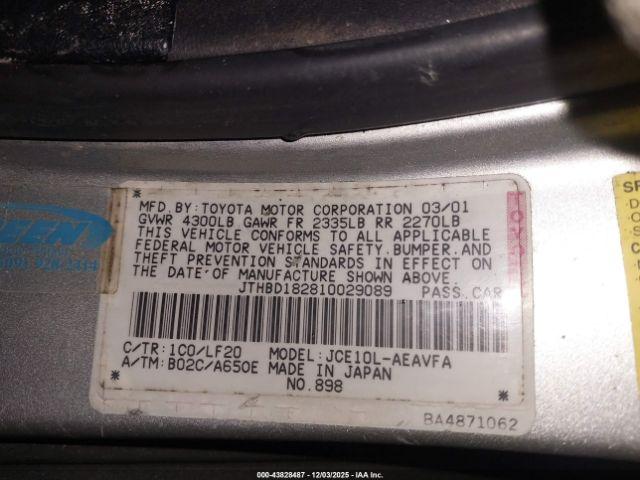 MFD.BY:TOYOTA MOTOR CORPORATION 03/01
GVWR 4300LB GAWR FR 2335LB RR 2270LB
THIS VEHICLE CONFORMS TO ALL APPLICABLE
FEDERAL MOTOR VEHICLE SAFETY,BUMPER,AND
THEFT PREVENTION STANDARDS IN EFFECT ON
THE DATE OF MANUFACTURE SHOWN ABOVE.
JTHBD182810029089 PASS.CAR
C/TR:1C0/LF20 MODEL:JCE10L-AEAVFA
A/TM:B02C/A650E MADE IN JAPAN
NO.898
BA4871062
000-43828487 - 12/03/2025 - IAA Inc.